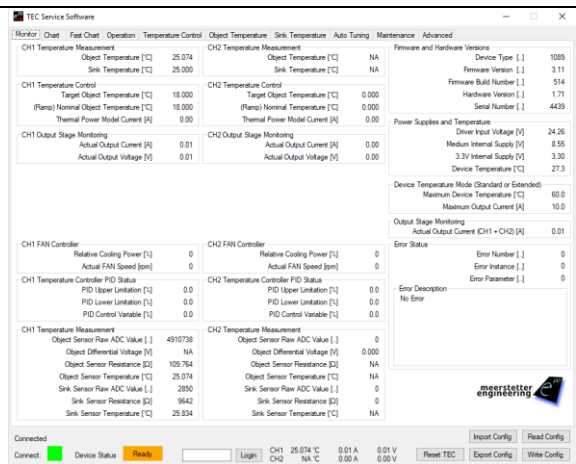 TEC Service Software
Monitor Chart Fast Chart Operation Temperature Control Object Temperature Sink Temperature Auto Tuning Maintenance Advanced
CH1 Temperature Measurement
Object Temperature [°C] 25.074
Sink Temperature [°C] 25.000
CH1 Temperature Control
Target Object Temperature [°C] 18.000
(Ramp) Nominal Object Temperature [°C] 18.000
Thermal Power Model Current [A] 0.00
CH1 Output Stage Monitoring
Actual Output Current [A] 0.01
Actual Output Voltage [V] 0.01
CH1 FAN Controller
Relative Cooling Power [%] 0
Actual FAN Speed [rpm] 0
CH1 Temperature Controller PID Status
PID Upper Limitation [%] 0.0
PID Lower Limitation [%] 0.0
PID Control Variable [%] 0.0
CH1 Temperature Measurement
Object Sensor Raw ADC Value [..] 4910738
Object Differential Voltage [V] NA
Object Sensor Resistance [Ω] 109.764
Object Sensor Temperature [°C] 25.074
Sink Sensor Raw ADC Value [..] 2850
Sink Sensor Resistance [Ω] 9642
Sink Sensor Temperature [°C] 25.834
CH2 Temperature Measurement
Object Temperature [°C] NA
Sink Temperature [°C] NA
CH2 Temperature Control
Target Object Temperature [°C] 0.000
(Ramp) Nominal Object Temperature [°C] 0.000
Thermal Power Model Current [A] 0.00
CH2 Output Stage Monitoring
Actual Output Current [A] 0.00
Actual Output Voltage [V] 0.00
CH2 FAN Controller
Relative Cooling Power [%] 0
Actual FAN Speed [rpm] 0
CH2 Temperature Controller PID Status
PID Upper Limitation [%] 0.0
PID Lower Limitation [%] 0.0
PID Control Variable [%] 0.0
CH2 Temperature Measurement
Object Sensor Raw ADC Value [..] 0
Object Differential Voltage [V] 0.000
Object Sensor Resistance [Ω] NA
Object Sensor Temperature [°C] NA
Sink Sensor Raw ADC Value [..] 0
Sink Sensor Resistance [Ω] 0
Sink Sensor Temperature [°C] NA
Firmware and Hardware Versions
Device Type [..] 1089
Firmware Version [..] 3.11
Firmware Build Number [..] 514
Hardware Version [..] 1.71
Serial Number [..] 4439
Power Supplies and Temperature
Driver Input Voltage [V] 24.26
Medium Internal Supply [V] 8.55
3.3V Internal Supply [V] 3.30
Device Temperature [°C] 27.3
Device Temperature Mode (Standard or Extended)
Maximum Device Temperature [°C] 60.0
Maximum Output Current [A] 10.0
Output Stage Monitoring
Actual Output Current (CH1 + CH2) [A] 0.01
Error Status
Error Number [..] 0
Error Instance [..] 0
Error Parameter [..] 0
Error Description
No Error
meerstetter
engineering
Connected
Import Config Read Config
Connect: Device Status Ready Login CH1 25.074 °C 0.01 A 0.01 V Reset TEC Export Config Write Config
CH2 NA °C 0.00 A 0.00 V